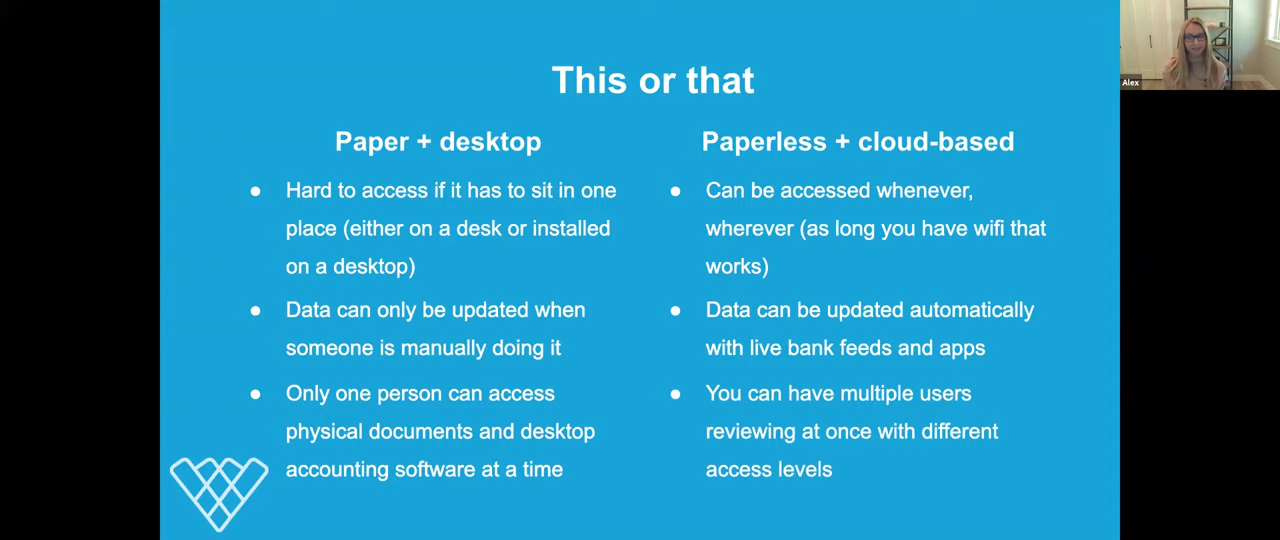 This or that
Paper + desktop
● Hard to access if it has to sit in one
place (either on a desk or installed
on a desktop)
● Data can only be updated when
someone is manually doing it
● Only one person can access
physical documents and desktop
accounting software at a time
Paperless + cloud-based
● Can be accessed whenever,
wherever (as long you have wifi that
works)
● Data can be updated automatically
with live bank feeds and apps
● You can have multiple users
reviewing at once with different
access levels
Alex